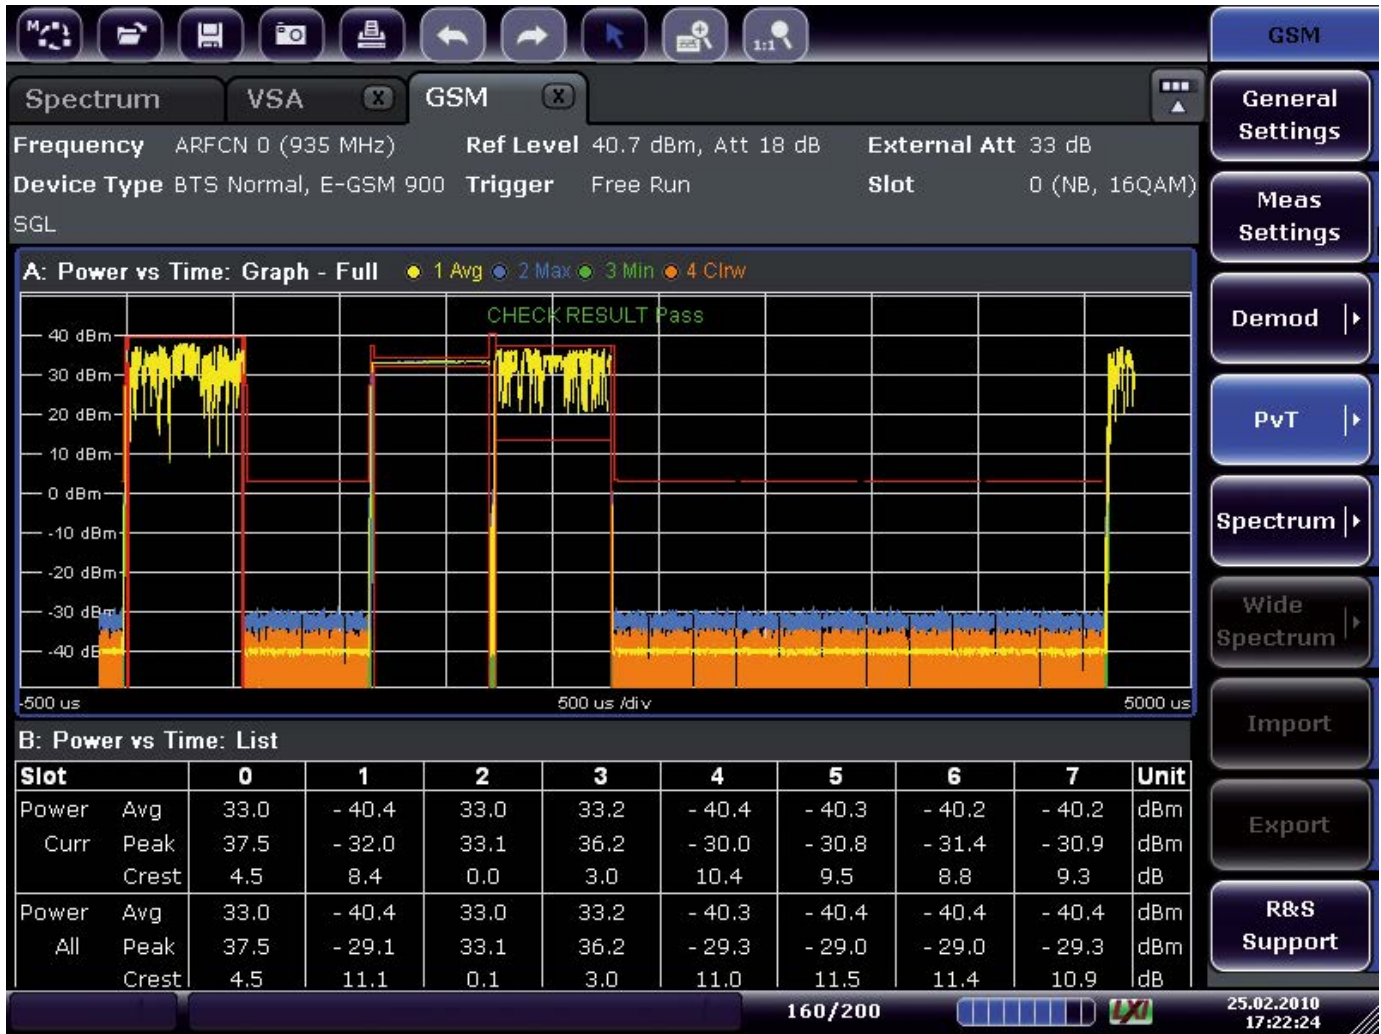 GSM
Spectrum VSA X GSM X
Frequency ARFCN 0 (935 MHz) Ref Level 40.7 dBm, Att 18 dB External Att 33 dB
Device Type BTS Normal, E-GSM 900 Trigger Free Run Slot 0 (NB, 16QAM)
SGL
A: Power vs Time: Graph - Full 1 Avg 2 Max 3 Min 4 Clrw
CHECK RESULT Pass
40 dBm
30 dBm
20 dBm
10 dBm
0 dBm
-10 dBm
-20 dBm
-30 dBm
-40 dB
-500 us 500 us /div 5000 us
B: Power vs Time: List
Slot 0 1 2 3 4 5 6 7 Unit
Power Avg 33.0 - 40.4 33.0 33.2 - 40.4 - 40.3 - 40.2 - 40.2 dBm
Curr Peak 37.5 - 32.0 33.1 36.2 - 30.0 - 30.8 - 31.4 - 30.9 dBm
Crest 4.5 8.4 0.0 3.0 10.4 9.5 8.8 9.3 dB
Power Avg 33.0 - 40.4 33.0 33.2 - 40.3 - 40.4 - 40.4 - 40.4 dBm
All Peak 37.5 - 29.1 33.1 36.2 - 29.3 - 29.0 - 29.0 - 29.3 dBm
Crest 4.5 11.1 0.1 3.0 11.0 11.5 11.4 10.9 dB
160/200 LXI 25.02.2010
17:22:24
M
1:1
General
Settings
Meas
Settings
Demod
PvT
Spectrum
Wide
Spectrum
Import
Export
R&S
Support